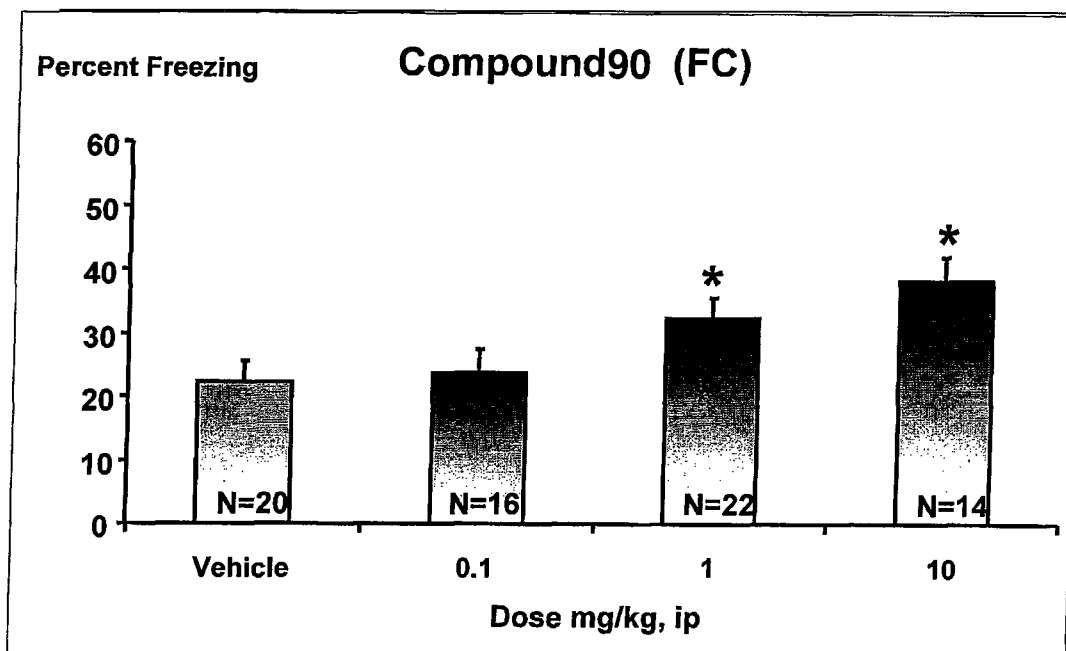 Percent Freezing
Compound90 (FC)
60
50
40
30
20
10
0
*
*
N=20
N=16
N=22
N=14
Vehicle
0.1
1
10
Dose mg/kg, ip